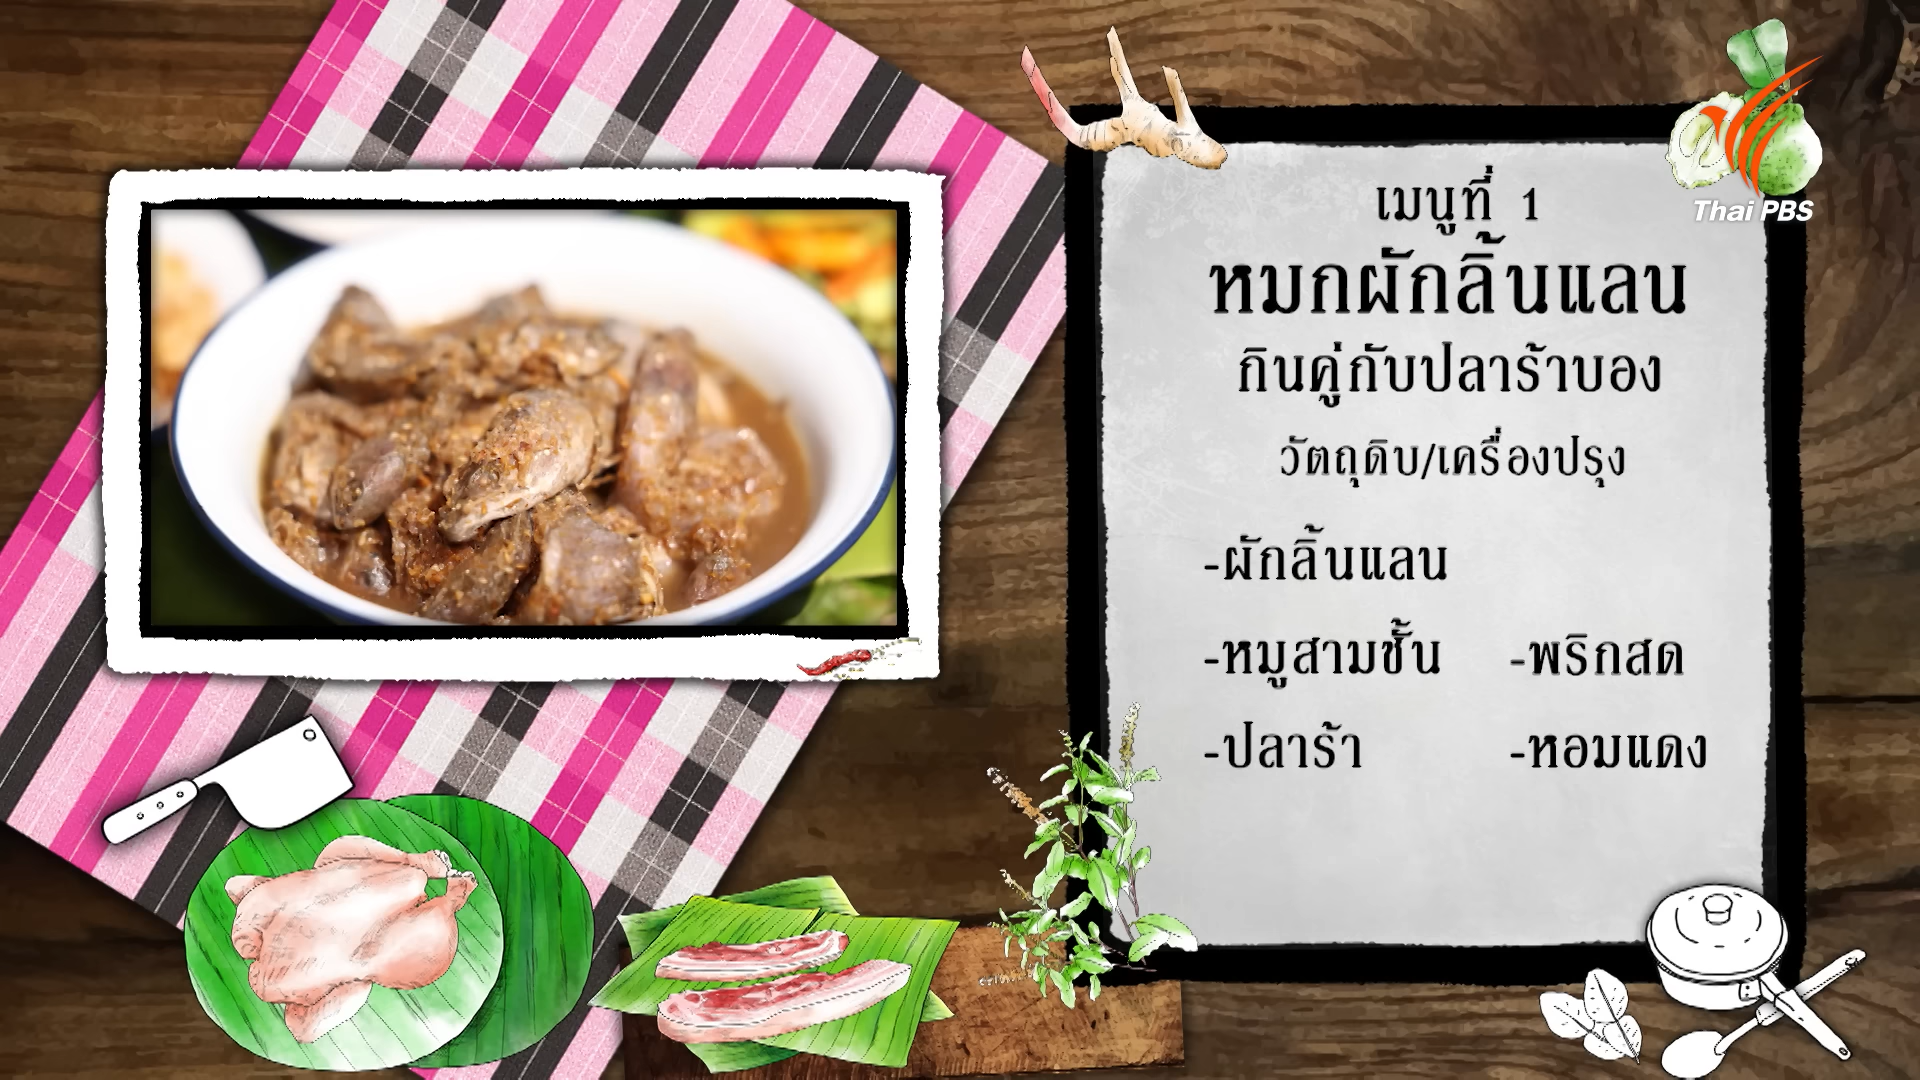 Thai PBS
เมนูที่ 1
หมกผักลิ้นแลน
กินคู่กับปลาร้าบอง
วัตถุดิบ/เครื่องปรุง
-ผักลิ้นแลน
-หมูสามชั้น -พริกสด
-ปลาร้า -หอมแดง